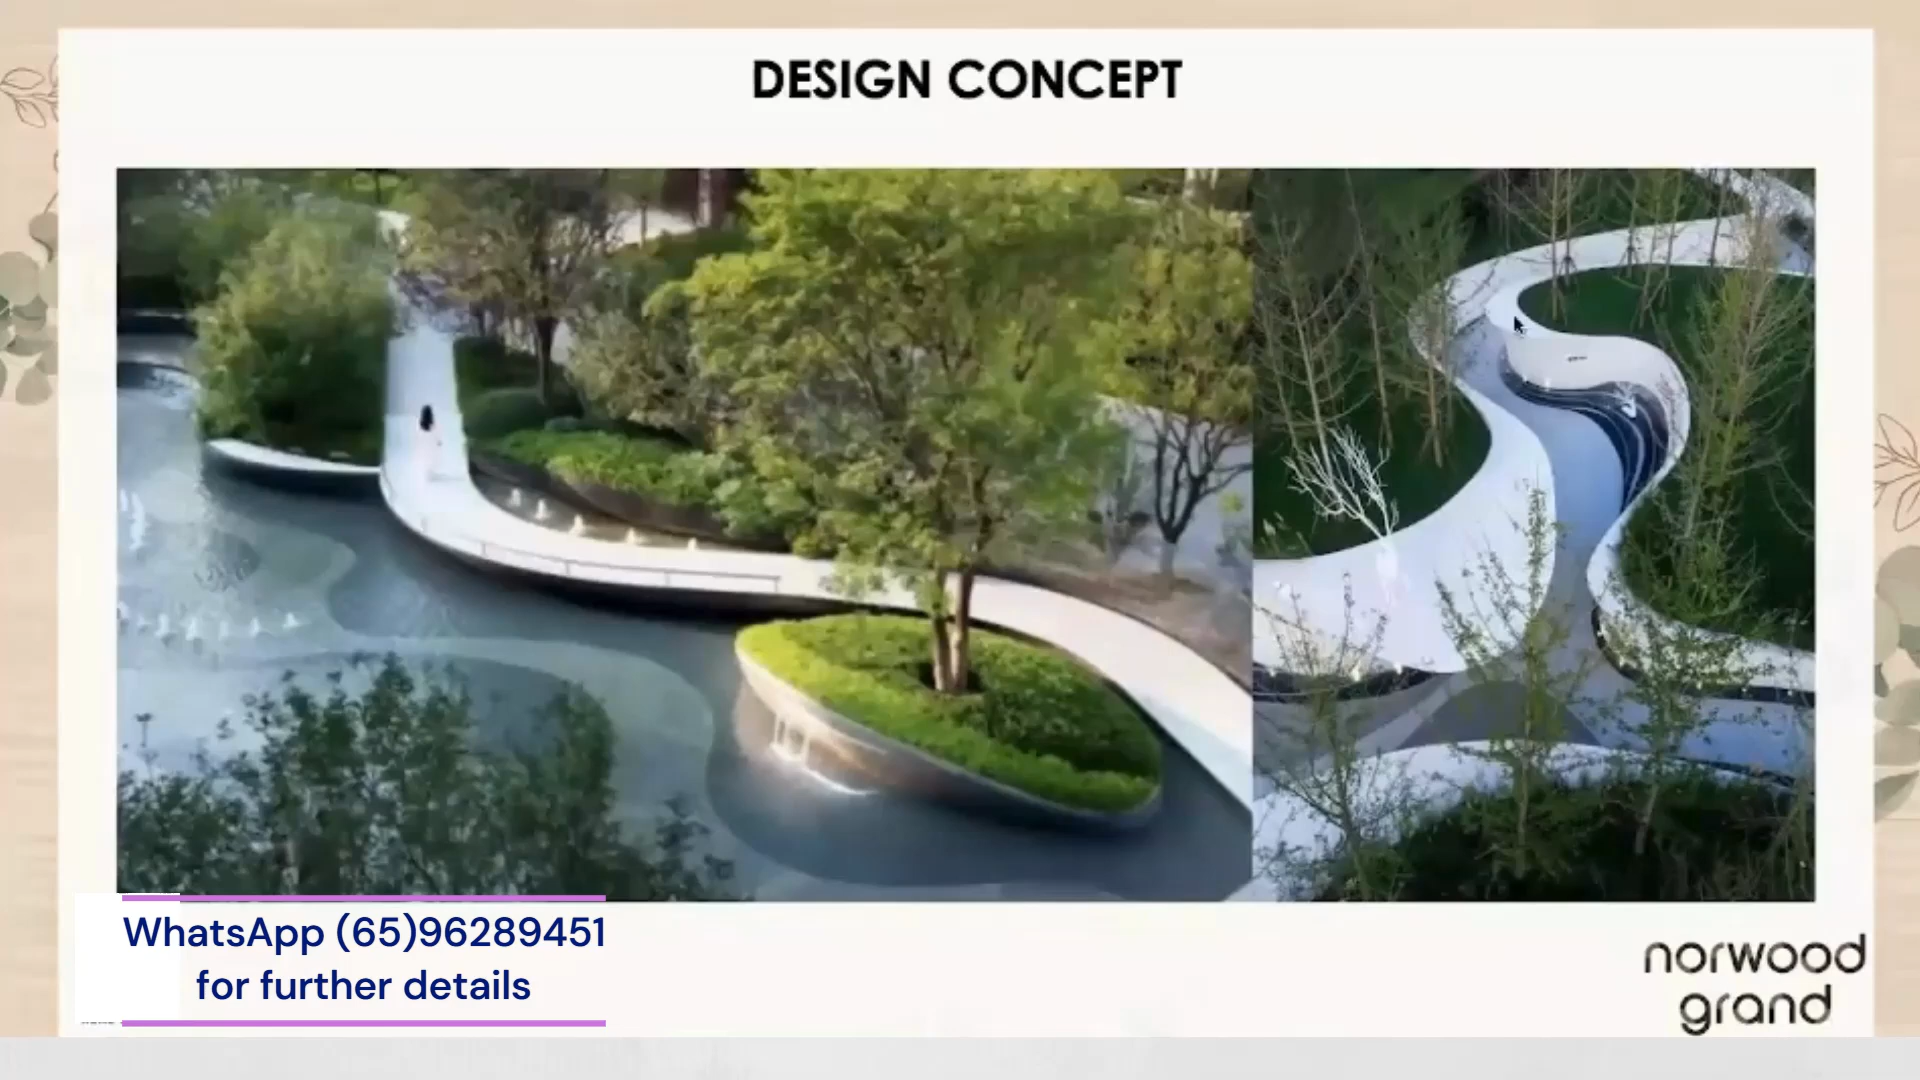 DESIGN CONCEPT
WhatsApp (65)96289451
for further details
norwood
grand